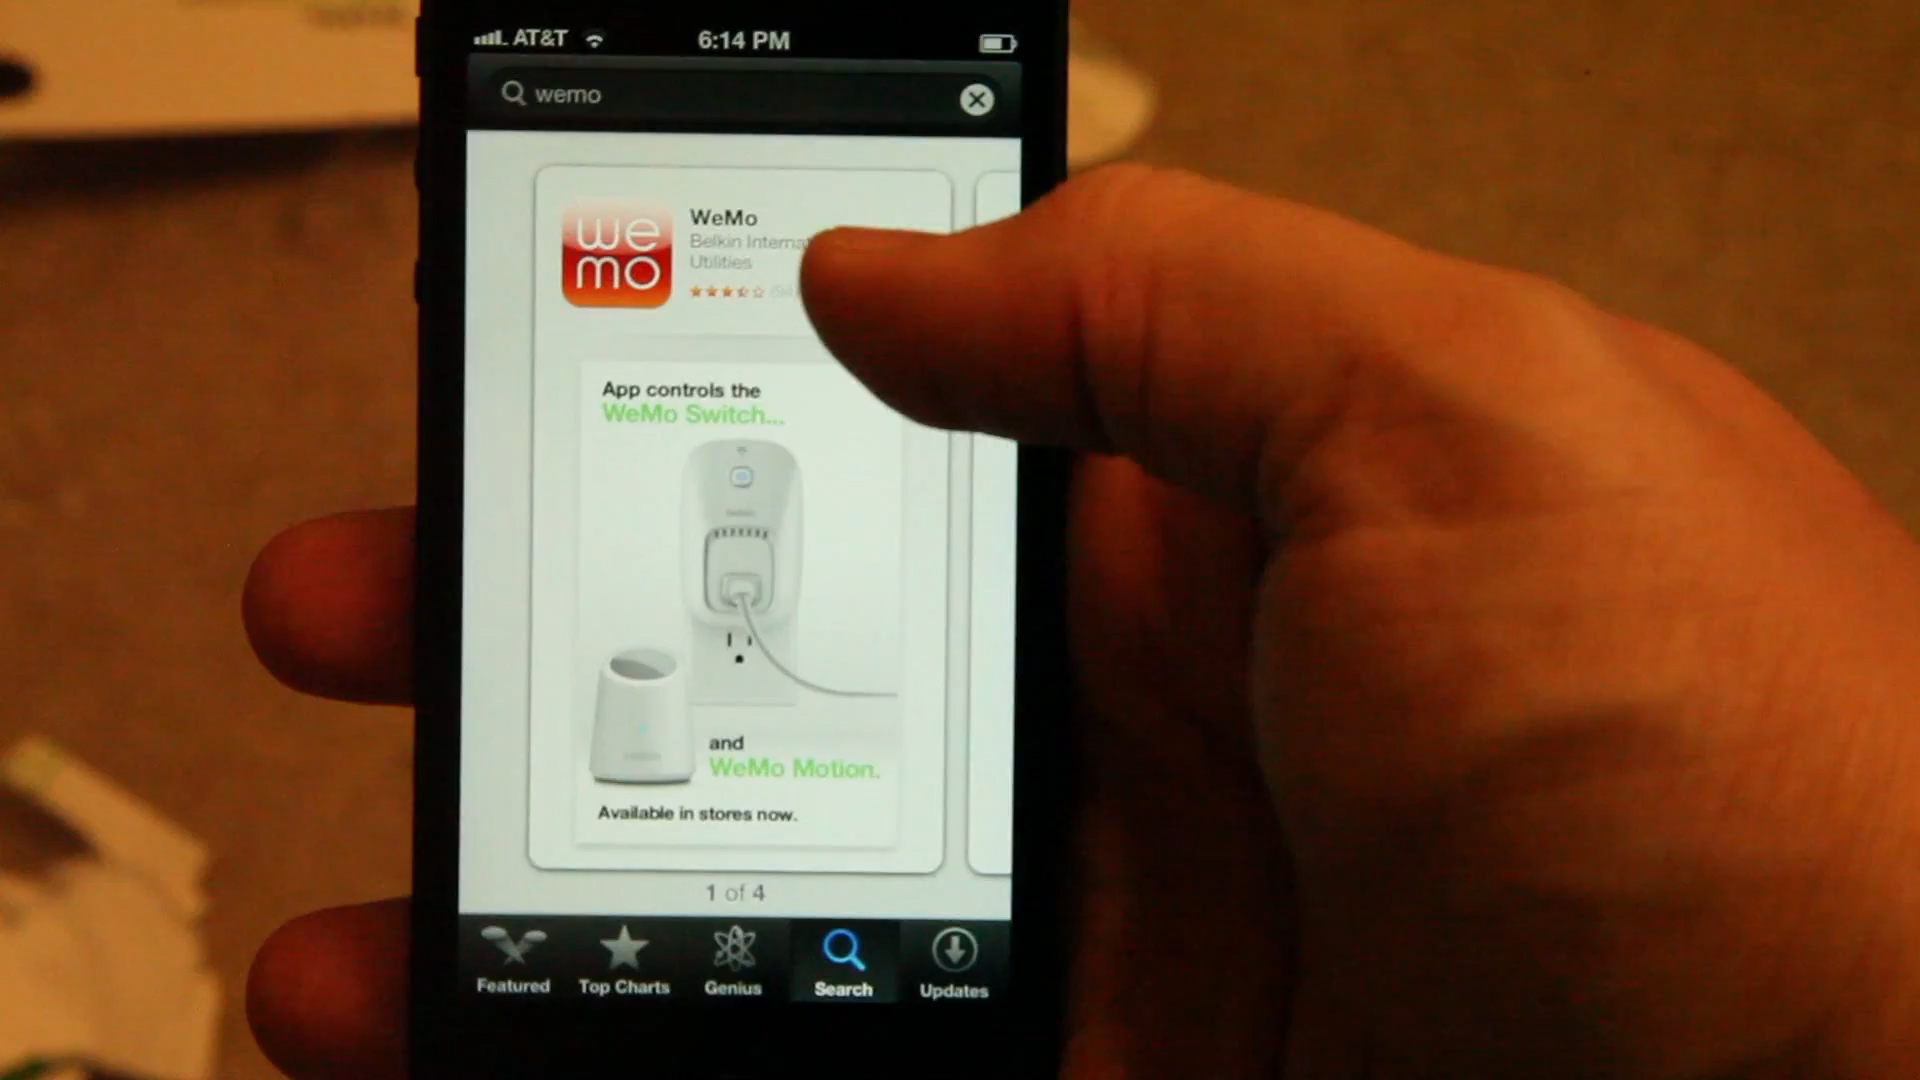 AT&T 6:14 PM
wemo
we
mo
WeMo
Belkin
Utilities
App controls the
WeMo Switch...
and
WeMo Motion.
Available in stores now.
1 of 4
Featured Top Charts Genius Search Updates